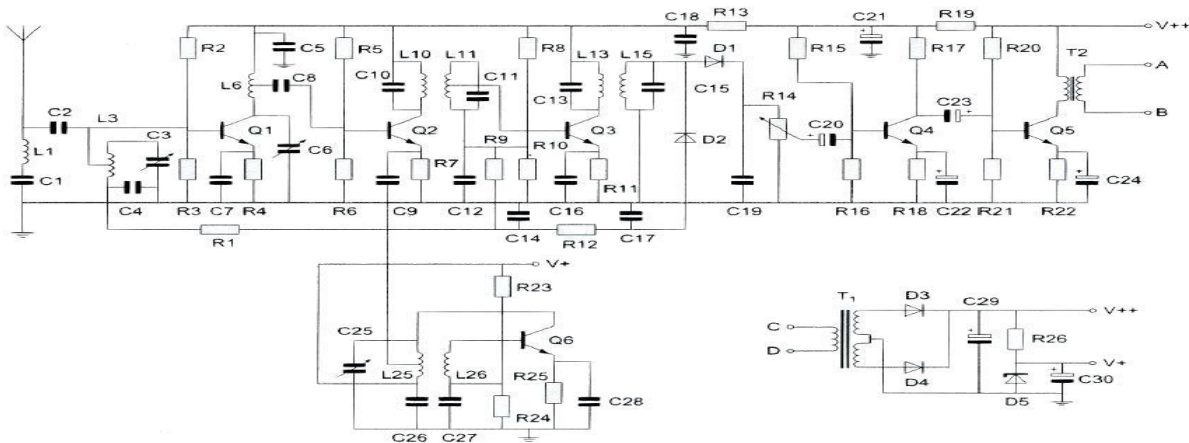 C18 R13 C21 R19 V++
R2 C5 R5 L10 L11 R8 L13 L15 D1 R15 R17 R20 T2
L6 C8 C10 C11 C13 C15 R14 A
C2 L3 C3 Q1 C6 Q2 R9 Q3 D2 C20 Q4 C23 Q5 B
L1 R7 R10
C1 R11 C24
C4 R3 C7 R4 R6 C9 C12 C16 C19 R16 R18 C22 R21 R22
R1 C14 R12 C17
V+
R23
C25 Q6
L25 L26 R25
R24 C28
C26 C27
T1 D3 C29 V++
C R26
D V+
D4 D5 C30
+
+
+
+
+
+
+